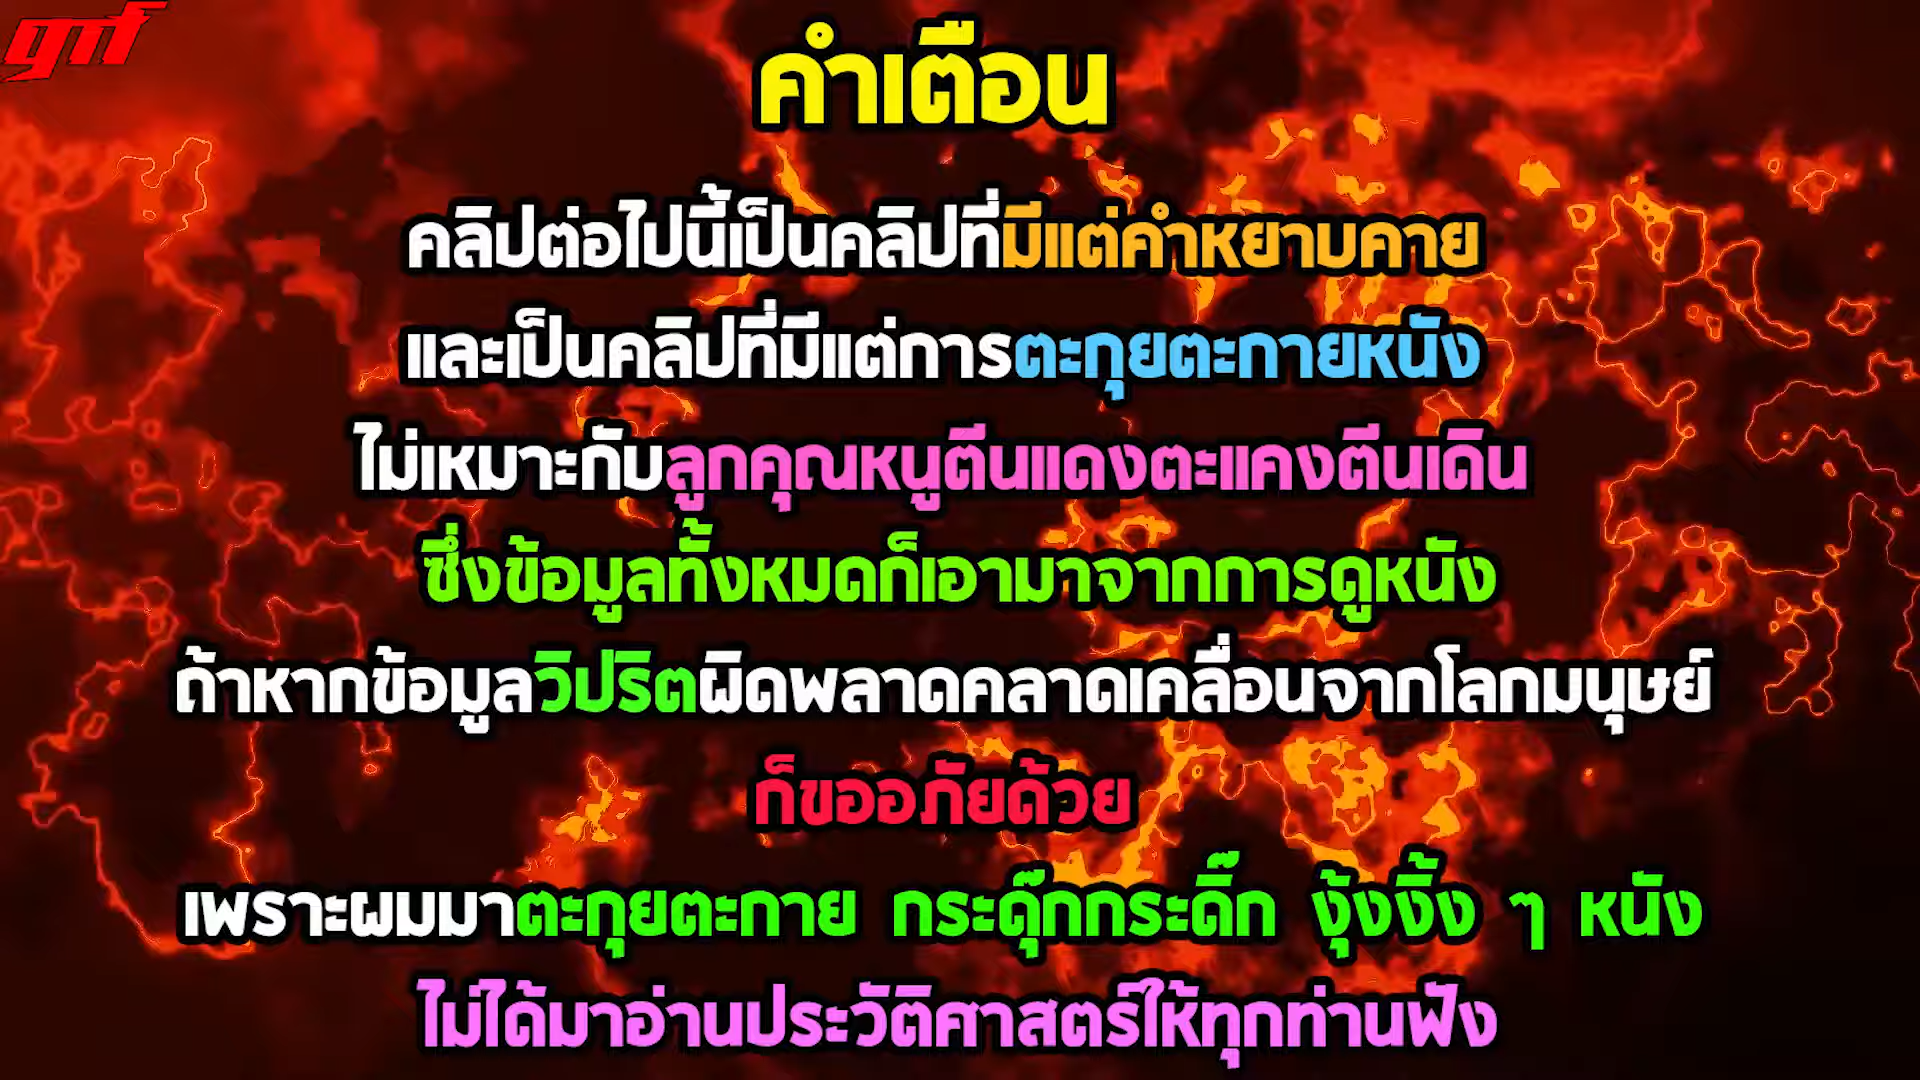 คำเตือน
คลิปต่อไปนี้เป็นคลิปที่มีแต่คำหยาบคาย
และเป็นคลิปที่มีแต่การตะกุยตะกายหนัง
ไม่เหมาะกับลูกคุณหนูตีนแดงตะแคงตีนเดิน
ซึ่งข้อมูลทั้งหมดก็เอามาจากการดูหนัง
ถ้าหากข้อมูลวิปริตผิดพลาดคลาดเคลื่อนจากโลกมนุษย์
ก็ขออภัยด้วย
เพราะผมมาตะกุยตะกาย กระดุ๊กกระดิ๊ก งุ้งงิ้ง ๆ หนัง
ไม่ได้มาอ่านประวัติศาสตร์ให้ทุกท่านฟัง